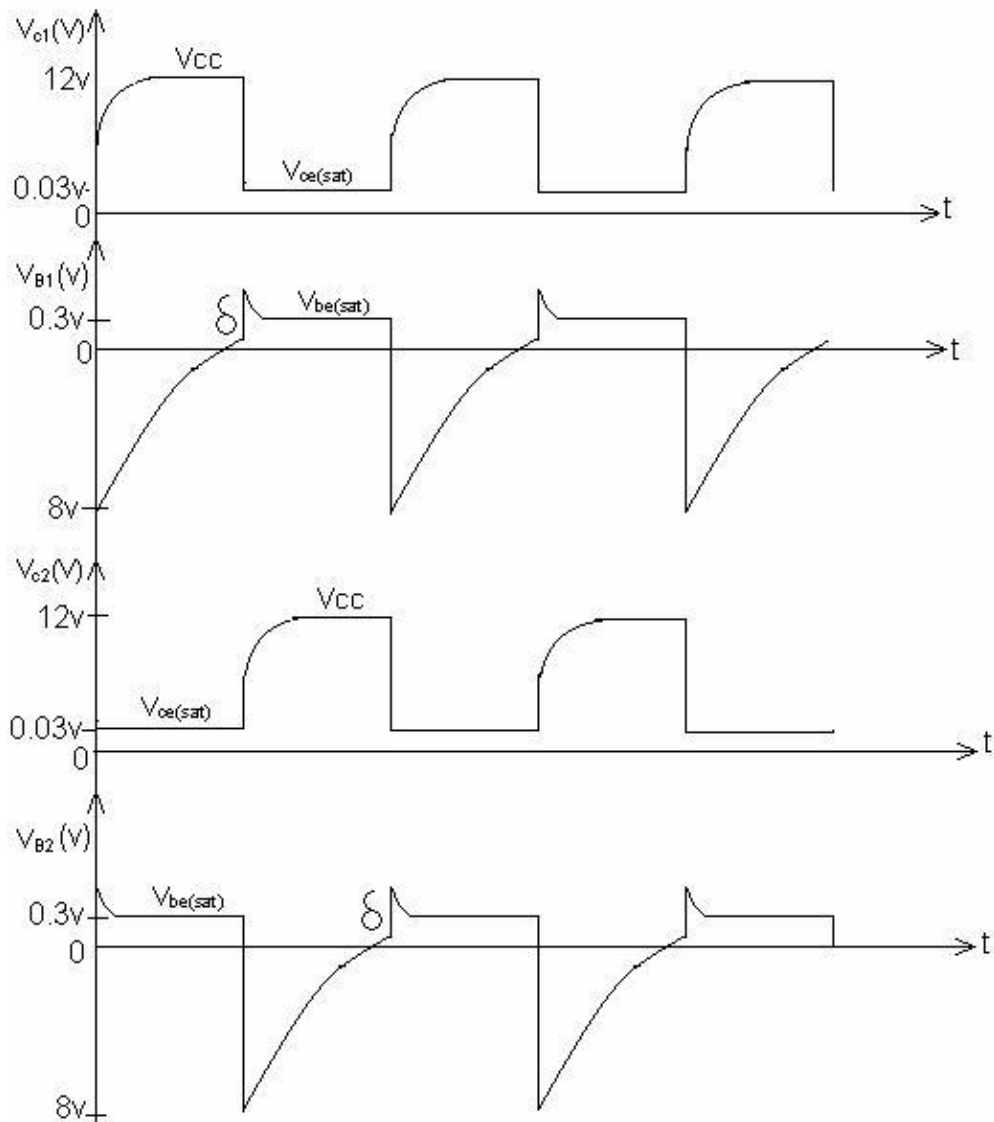 Vc1(V)
12v
VCC
Vce(sat)
0.03v
0
t
VB1(v)
0.3v
δ
Vbe(sat)
0
t
8v
Vc2(V)
12v
VCC
Vce(sat)
0.03v
0
t
VB2(v)
0.3v
Vbe(sat)
δ
0
t
8v